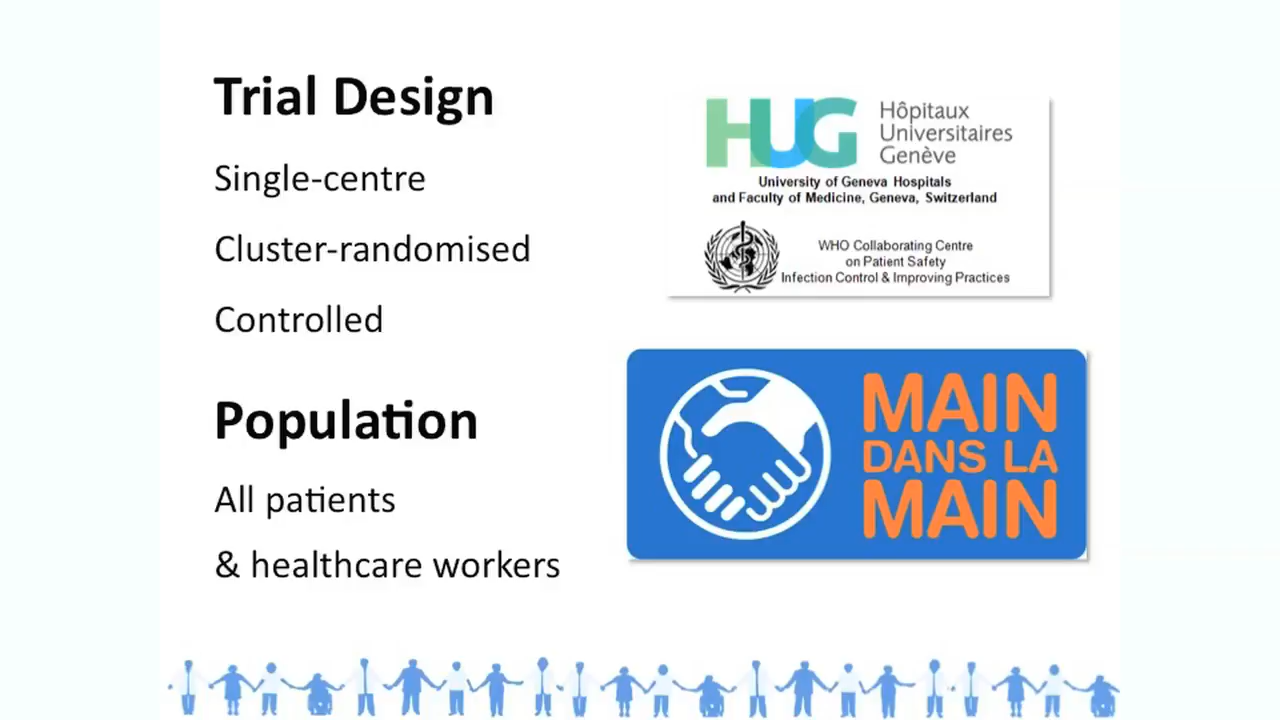 Trial Design
Single-centre
Cluster-randomised
Controlled
Population
All patients
& healthcare workers
HUG
Hôpitaux
Universitaires
Genève
University of Geneva Hospitals
and Faculty of Medicine, Geneva, Switzerland
WHO Collaborating Centre
on Patient Safety
Infection Control & Improving Practices
MAIN
DANS LA
MAIN